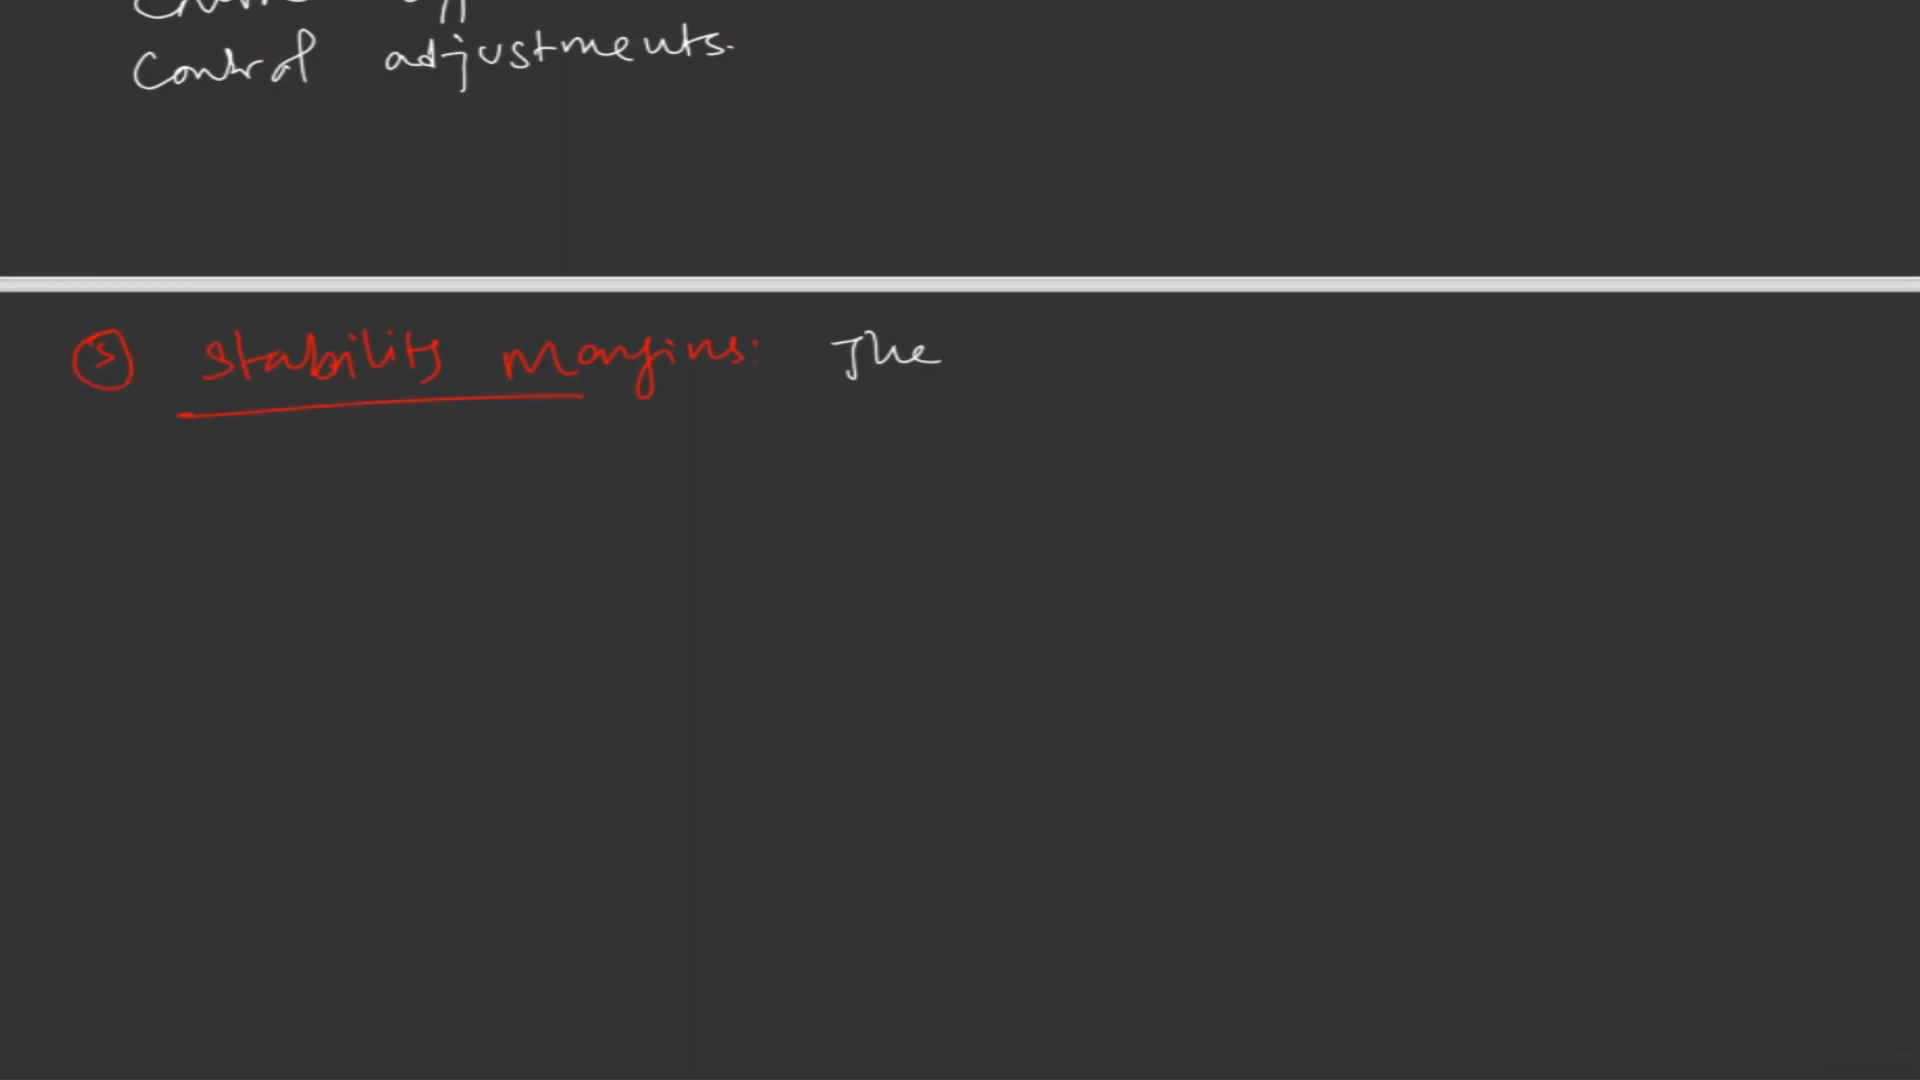 Control adjustments.
⑤ Stability Margins: The